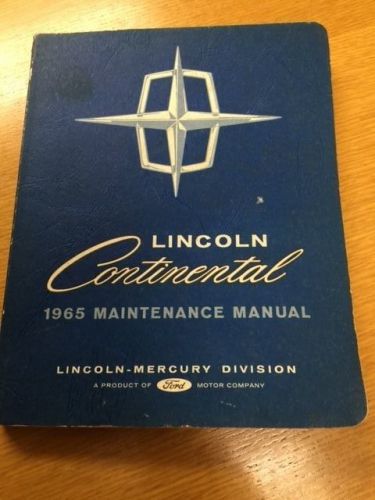 LINCOLN
Continental
1965 MAINTENANCE MANUAL
LINCOLN-MERCURY DIVISION
A PRODUCT OF Ford MOTOR COMPANY